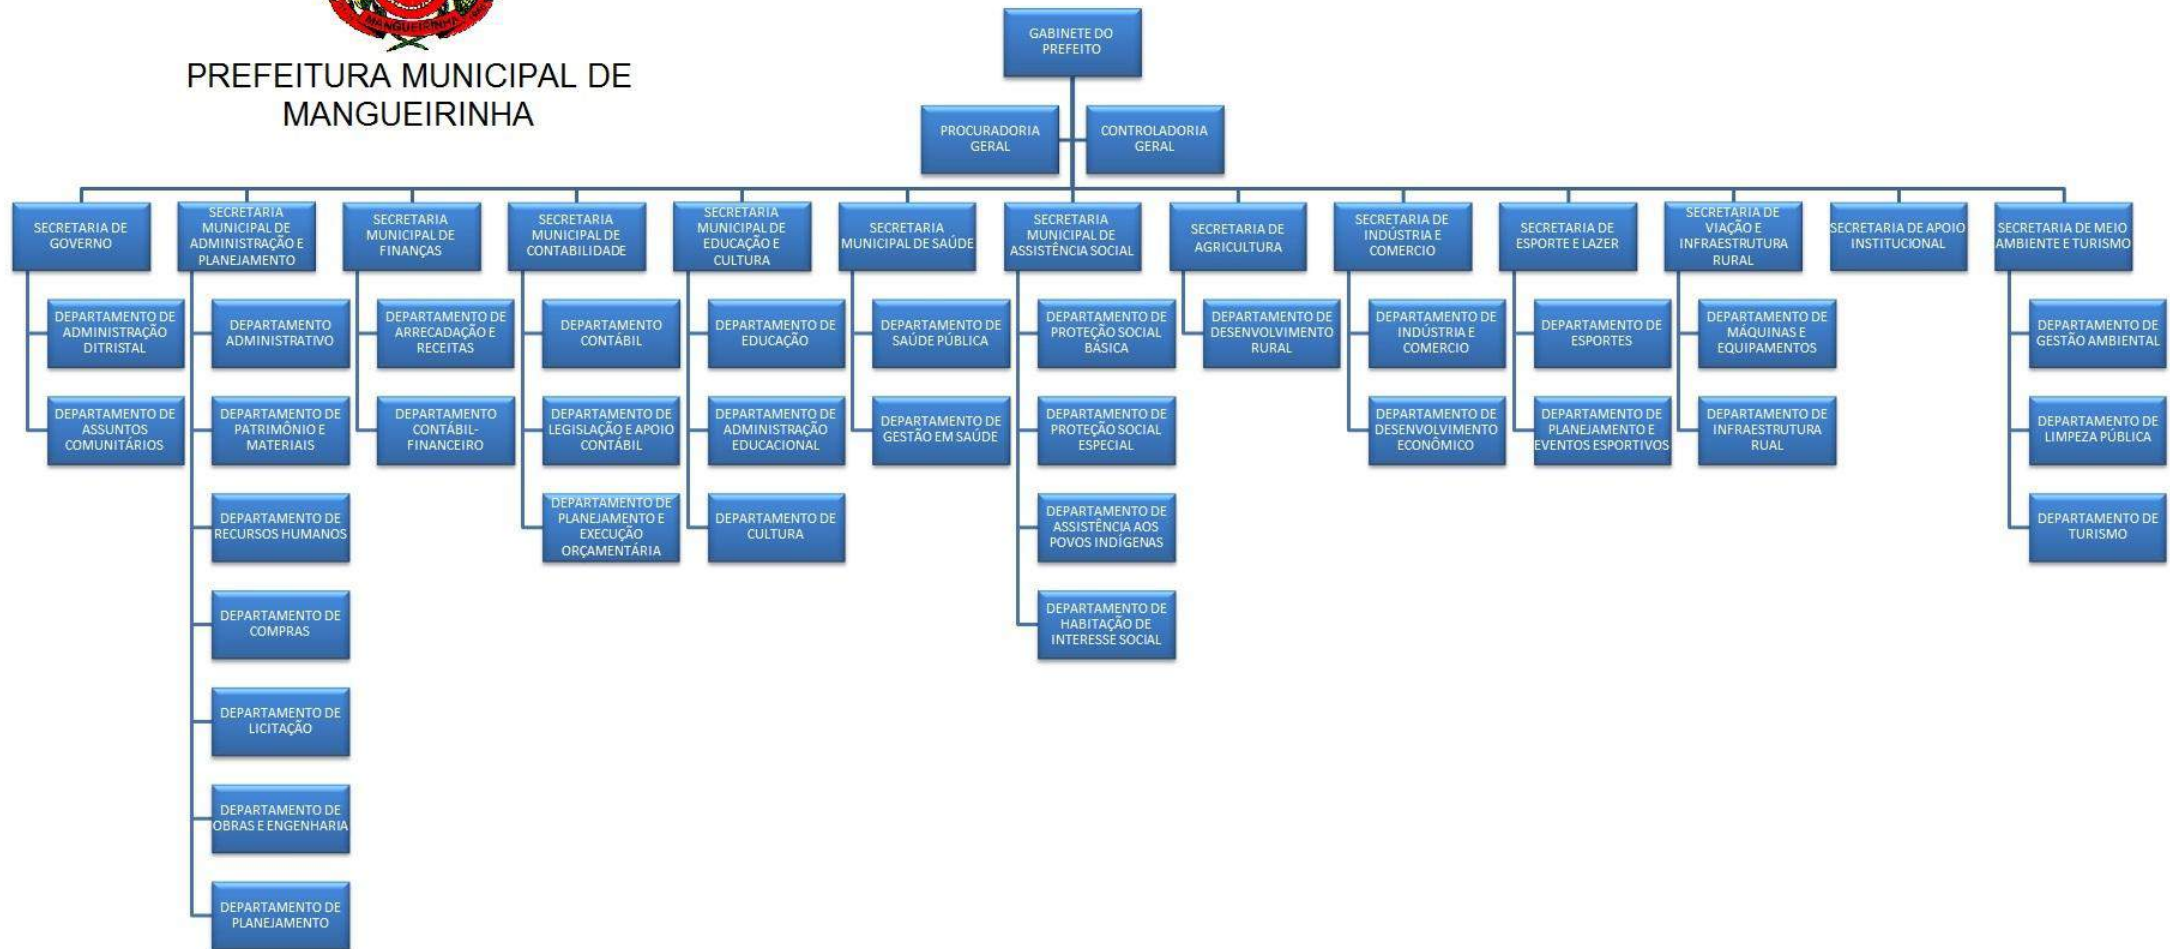 MANGUEIRINHA
PREFEITURA MUNICIPAL DE
MANGUEIRINHA
GABINETE DO
PREFEITO
PROCURADORIA
GERAL
CONTROLADORIA
GERAL
SECRETARIA DE
GOVERNO
SECRETARIA
MUNICIPAL DE
ADMINISTRAÇÃO E
PLANEJAMENTO
SECRETARIA
MUNICIPAL DE
FINANÇAS
SECRETARIA
MUNICIPAL DE
CONTABILIDADE
SECRETARIA
MUNICIPAL DE
EDUCAÇÃO E
CULTURA
SECRETARIA
MUNICIPAL DE SAÚDE
SECRETARIA
MUNICIPAL DE
ASSISTÊNCIA SOCIAL
SECRETARIA DE
AGRICULTURA
SECRETARIA DE
INDÚSTRIA E
COMERCIO
SECRETARIA DE
ESPORTE E LAZER
SECRETARIA DE
VIAÇÃO E
INFRAESTRUTURA
RURAL
SECRETARIA DE APOIO
INSTITUCIONAL
SECRETARIA DE MEIO
AMBIENTE E TURISMO
DEPARTAMENTO DE
ADMINISTRAÇÃO
DITRISTAL
DEPARTAMENTO DE
ASSUNTOS
COMUNITÁRIOS
DEPARTAMENTO
ADMINISTRATIVO
DEPARTAMENTO DE
PATRIMÔNIO E
MATERIAIS
DEPARTAMENTO DE
RECURSOS HUMANOS
DEPARTAMENTO DE
COMPRAS
DEPARTAMENTO DE
LICITAÇÃO
DEPARTAMENTO DE
OBRAS E ENGENHARIA
DEPARTAMENTO DE
PLANEJAMENTO
DEPARTAMENTO DE
ARRECADAÇÃO E
RECEITAS
DEPARTAMENTO
CONTÁBIL-
FINANCEIRO
DEPARTAMENTO
CONTÁBIL
DEPARTAMENTO DE
LEGISLAÇÃO E APOIO
CONTÁBIL
DEPARTAMENTO DE
PLANEJAMENTO E
EXECUÇÃO
ORÇAMENTÁRIA
DEPARTAMENTO DE
EDUCAÇÃO
DEPARTAMENTO DE
ADMINISTRAÇÃO
EDUCACIONAL
DEPARTAMENTO DE
CULTURA
DEPARTAMENTO DE
SAÚDE PÚBLICA
DEPARTAMENTO DE
GESTÃO EM SAÚDE
DEPARTAMENTO DE
PROTEÇÃO SOCIAL
BÁSICA
DEPARTAMENTO DE
PROTEÇÃO SOCIAL
ESPECIAL
DEPARTAMENTO DE
ASSISTÊNCIA AOS
POVOS INDÍGENAS
DEPARTAMENTO DE
HABITAÇÃO DE
INTERESSE SOCIAL
DEPARTAMENTO DE
DESENVOLVIMENTO
RURAL
DEPARTAMENTO DE
INDÚSTRIA E
COMERCIO
DEPARTAMENTO DE
DESENVOLVIMENTO
ECONÔMICO
DEPARTAMENTO DE
ESPORTES
DEPARTAMENTO DE
PLANEJAMENTO E
EVENTOS ESPORTIVOS
DEPARTAMENTO DE
MÁQUINAS E
EQUIPAMENTOS
DEPARTAMENTO DE
INFRAESTRUTURA
RUAL
DEPARTAMENTO DE
GESTÃO AMBIENTAL
DEPARTAMENTO DE
LIMPEZA PÚBLICA
DEPARTAMENTO DE
TURISMO